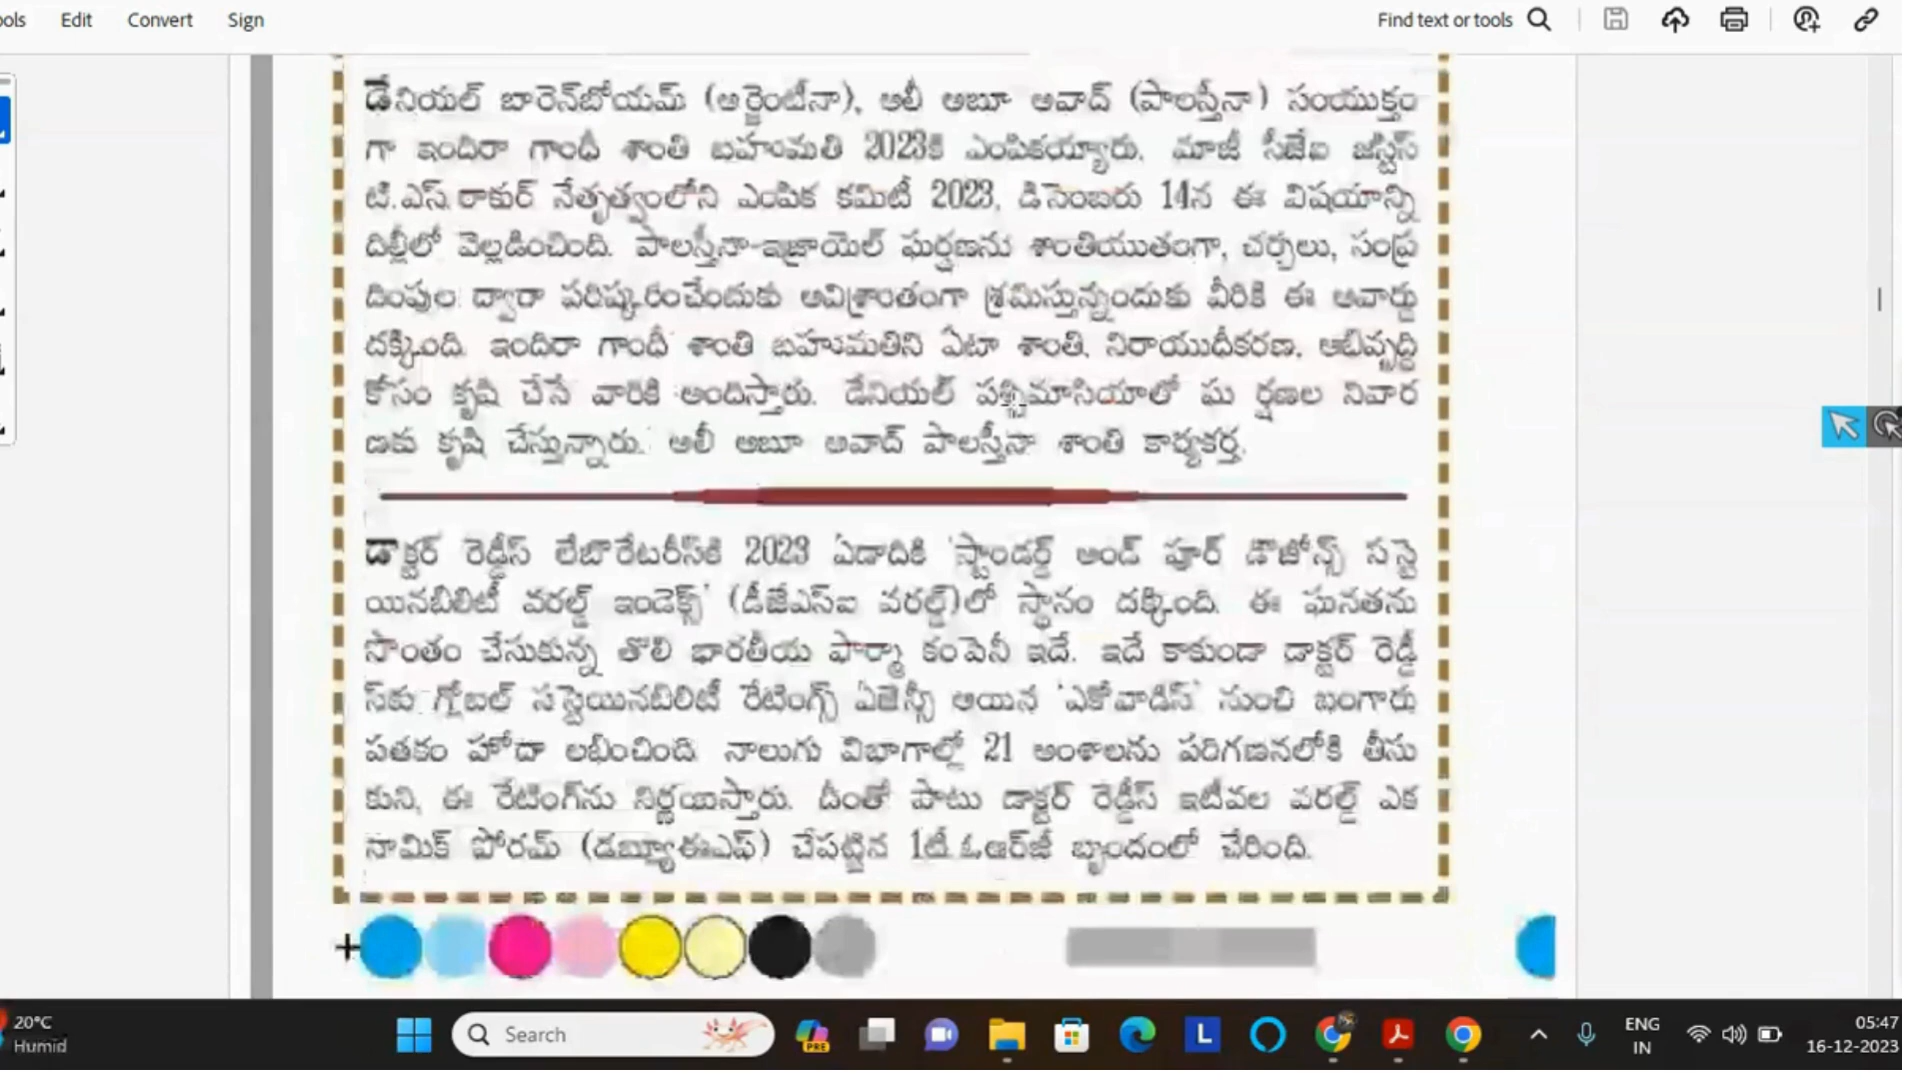 ools Edit Convert Sign Find text or tools
డేనియల్ బారెన్‌బోయమ్ (అర్జెంటీనా), అలీ అబూ అవాద్ (పాలస్తీనా) సంయుక్తం
గా ఇందిరా గాంధీ శాంతి బహుమతి 2023కి ఎంపికయ్యారు. మాజీ సీజేఐ జస్టిస్
టి.ఎస్.ఠాకుర్ నేతృత్వంలోని ఎంపిక కమిటీ 2023, డిసెంబరు 14న ఈ విషయాన్ని
దిల్లీలో వెల్లడించింది. పాలస్తీనా-ఇజ్రాయెల్ ఘర్షణను శాంతియుతంగా, చర్చలు, సంప్ర
దింపుల ద్వారా పరిష్కరించేందుకు అవిశ్రాంతంగా శ్రమిస్తున్నందుకు వీరికి ఈ అవార్డు
దక్కింది. ఇందిరా గాంధీ శాంతి బహుమతిని ఏటా శాంతి, నిరాయుధీకరణ, అభివృద్ధి
కోసం కృషి చేసే వారికి అందిస్తారు. డేనియల్ పశ్చిమాసియాలో ఘ ర్షణల నివార
ణకు కృషి చేస్తున్నారు. అలీ అబూ అవాద్ పాలస్తీనా శాంతి కార్యకర్త.
డాక్టర్ రెడ్డీస్ లేబొరేటరీస్‌కి 2023 ఏడాదికి 'స్టాండర్డ్ అండ్ పూర్ డౌజోన్స్ సస్టె
యినబిలిటీ వరల్డ్ ఇండెక్స్' (డీజేఎస్ఐ వరల్డ్)లో స్థానం దక్కింది. ఈ ఘనతను
సొంతం చేసుకున్న తొలి భారతీయ ఫార్మా కంపెనీ ఇదే. ఇదే కాకుండా డాక్టర్ రెడ్డీ
స్‌కు గ్లోబల్ సస్టెయినబిలిటీ రేటింగ్స్ ఏజెన్సీ అయిన 'ఎకోవాడిస్' నుంచి బంగారు
పతకం హోదా లభించింది. నాలుగు విభాగాల్లో 21 అంశాలను పరిగణనలోకి తీసు
కుని, ఈ రేటింగ్‌ను నిర్ణయిస్తారు. దీంతో పాటు డాక్టర్ రెడ్డీస్ ఇటీవల వరల్డ్ ఎక
నామిక్ ఫోరమ్ (డబ్ల్యూఈఎఫ్) చేపట్టిన 1టీ.ఓఆర్‌జీ బృందంలో చేరింది.
20°C
Humid
Search
PRE
L
ENG
IN
05:47
16-12-2023